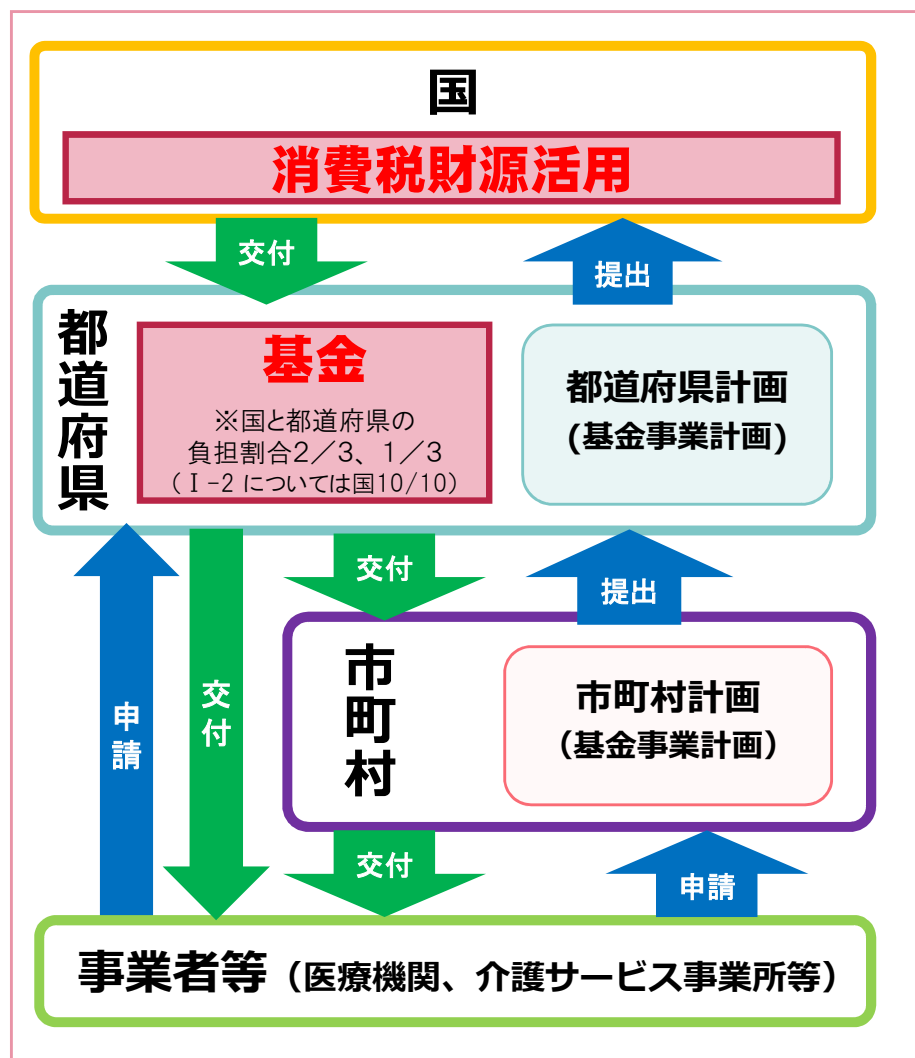 国
消費税財源活用
交付
提出
都道府県
基金
※国と都道府県の
負担割合2／3、1／3
（Ⅰ-2 については国10/10）
都道府県計画
(基金事業計画)
交付
提出
申請
交付
市町村
市町村計画
（基金事業計画）
交付
申請
事業者等（医療機関、介護サービス事業所等）